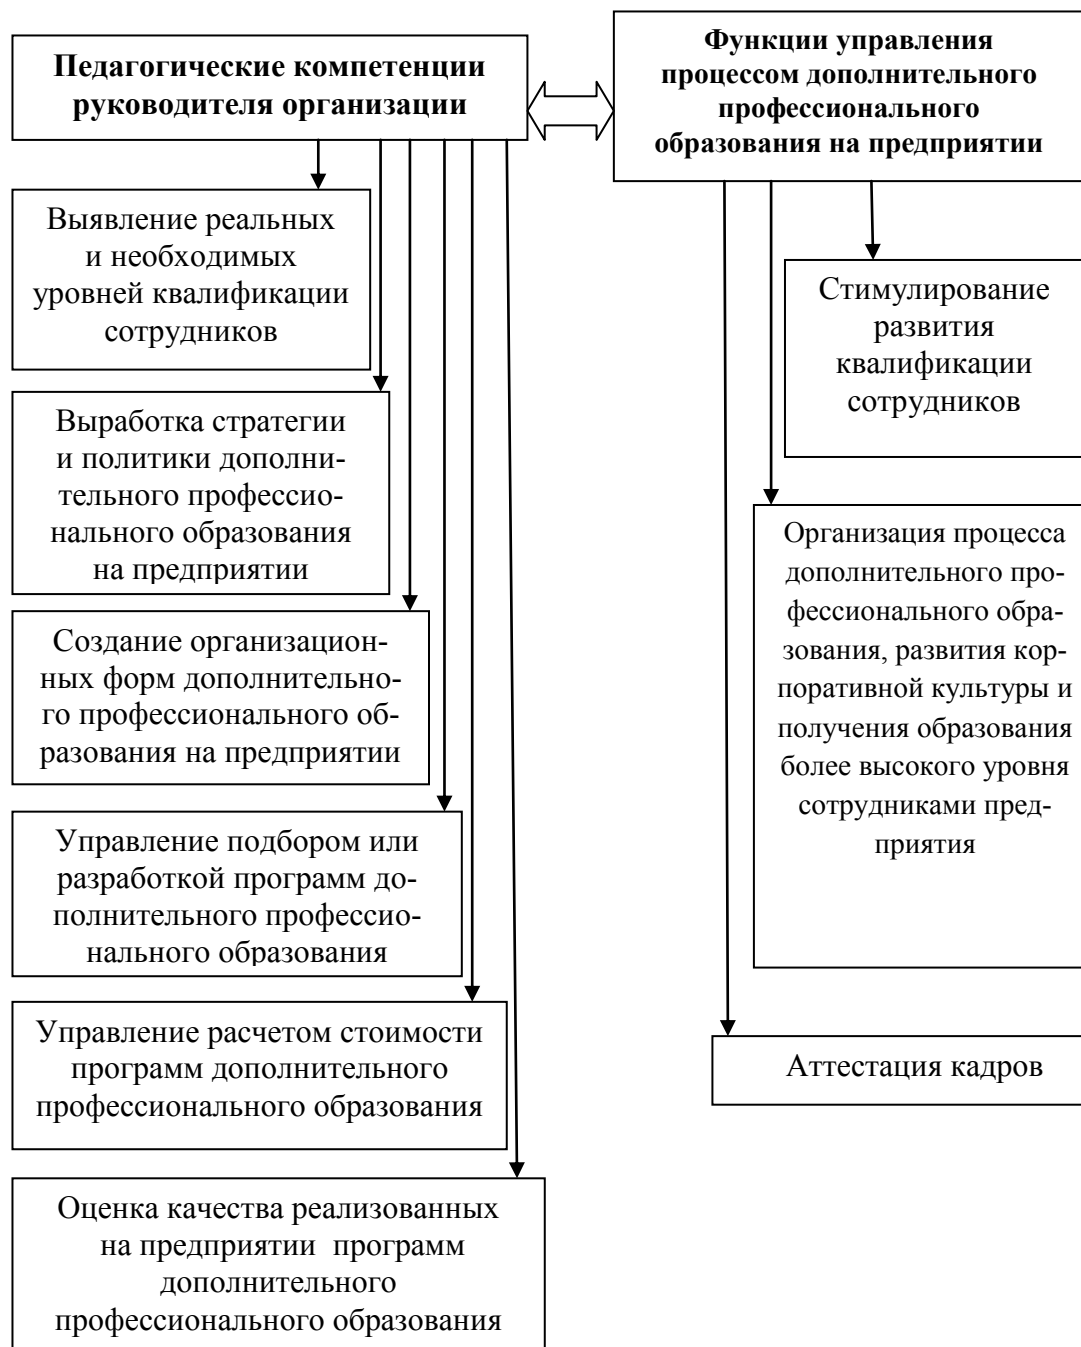 Педагогические компетенции
руководителя организации
Выявление реальных
и необходимых
уровней квалификации
сотрудников
Выработка стратегии
и политики дополни-
тельного профессио-
нального образования
на предприятии
Создание организацион-
ных форм дополнительно-
го профессионального об-
разования на предприятии
Управление подбором или
разработкой программ до-
полнительного профессио-
нального образования
Управление расчетом стоимости
программ дополнительного
профессионального образования
Оценка качества реализованных
на предприятии программ
дополнительного
профессионального образования
Функции управления
процессом дополнительного
профессионального
образования на предприятии
Стимулирование
развития
квалификации
сотрудников
Организация процесса
дополнительного про-
фессионального обра-
зования, развития кор-
поративной культуры и
получения образования
более высокого уровня
сотрудниками пред-
приятия
Аттестация кадров